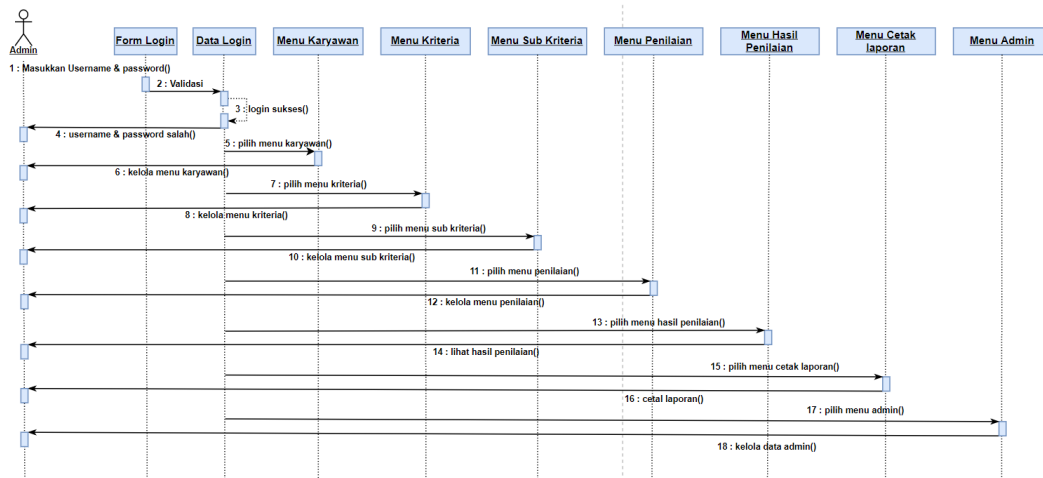 Admin
Form Login
Data Login
Menu Karyawan
Menu Kriteria
Menu Sub Kriteria
Menu Penilaian
Menu Hasil
Penilaian
Menu Cetak
laporan
Menu Admin
1 : Masukkan Username & password()
2 : Validasi
3 : login sukses()
4 : username & password salah()
5 : pilih menu karyawan()
6 : kelola menu karyawan()
7 : pilih menu kriteria()
8 : kelola menu kriteria()
9 : pilih menu sub kriteria()
10 : kelola menu sub kriteria()
11 : pilih menu penilaian()
12 : kelola menu penilaian()
13 : pilih menu hasil penilaian()
14 : lihat hasil penilaian()
15 : pilih menu cetak laporan()
16 : cetal laporan()
17 : pilih menu admin()
18 : kelola data admin()